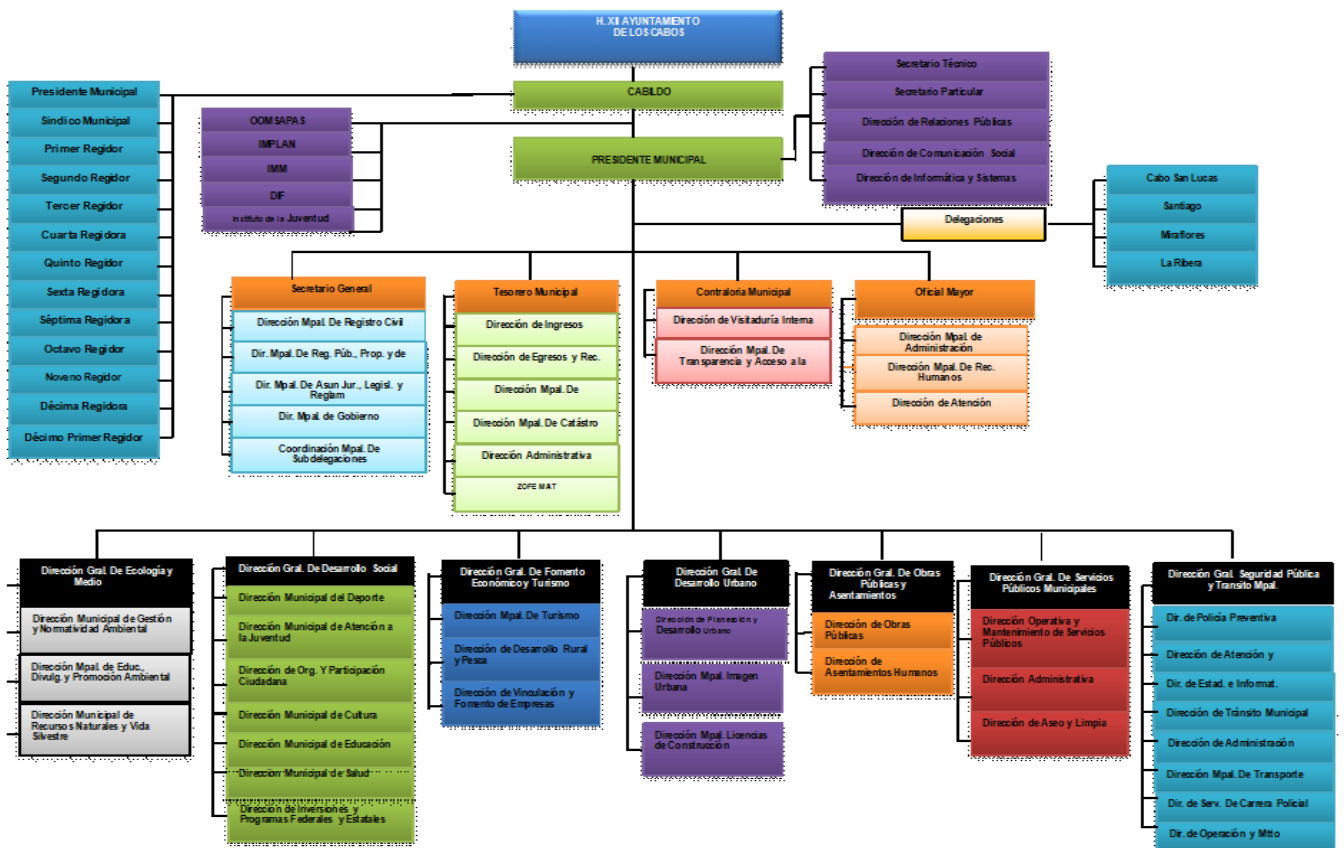 H. XII AYUNTAMIENTO
DE LOS CABOS
CABILDO
PRESIDENTE MUNICIPAL
Presidente Municipal
Sindico Municipal
Primer Regidor
Segundo Regidor
Tercer Regidor
Cuarta Regidora
Quinto Regidor
Sexta Regidora
Séptima Regidora
Octavo Regidor
Noveno Regidor
Décima Regidora
Décimo Primer Regidor
OOMSAPAS
IMPLAN
IMM
DIF
Instituto de la Juventud
Secretario Técnico
Secretario Particular
Dirección de Relaciones Públicas
Dirección de Comunicación Social
Dirección de Informática y Sistemas
Delegaciones
Cabo San Lucas
Santiago
Miraflores
La Ribera
Secretario General
Dirección Mpal. De Registro Civil
Dir. Mpal. De Reg. Púb., Prop. y de
Dir. Mpal. De Asun Jur., Legisl. y
Reglam
Dir. Mpal. de Gobierno
Coordinación Mpal. De
Subdelegaciones
Tesorero Municipal
Dirección de Ingresos
Dirección de Egresos y Rec.
Dirección Mpal. De
Dirección Mpal. De Catástro
Dirección Administrativa
ZOFEMAT
Contraloria Municipal
Dirección de Visitaduría Interna
Dirección Mpal. De
Transparencia y Acceso a la
Oficial Mayor
Dirección Mpal. de
Administración
Dirección Mpal. De Rec.
Humanos
Dirección de Atención
Dirección Gral. De Ecología y
Medio
Dirección Municipal de Gestión
y Normatividad Ambiental
Dirección Mpal. de Educ.,
Divulg. y Promoción Ambiental
Dirección Municipal de
Recursos Naturales y Vida
Silvestre
Dirección Gral. De Desarrollo Social
Dirección Municipal del Deporte
Dirección Municipal de Atención a
la Juventud
Dirección de Org. Y Participación
Ciudadana
Dirección Municipal de Cultura
Dirección Municipal de Educación
Dirección Municipal de Salud
Dirección de Inversiones y
Programas Federales y Estatales
Dirección Gral. De Fomento
Económico y Turismo
Dirección Mpal. De Turismo
Dirección de Desarrollo Rural
y Pesca
Dirección de Vinculación y
Fomento de Empresas
Dirección Gral. De
Desarrollo Urbano
Dirección de Planeación y
Desarrollo Urbano
Dirección Mpal. Imagen
Urbana
Dirección Mpal. Licencias
de Construcción
Dirección Gral. De Obras
Públicas y
Asentamientos
Dirección de Obras
Públicas
Dirección de
Asentamientos Humanos
Dirección Gral. De Servicios
Públicos Municipales
Dirección Operativa y
Mantenimiento de Servicios
Públicos
Dirección Administrativa
Dirección de Aseo y Limpia
Dirección Gral. Seguridad Pública
y Transito Mpal.
Dir. de Policía Preventiva
Dirección de Atención y
Dir. de Estad. e Informat.
Dirección de Tránsito Municipal
Dirección de Administración
Dirección Mpal. De Transporte
Dir. de Serv. De Carrera Policial
Dir. de Operación y Mtto